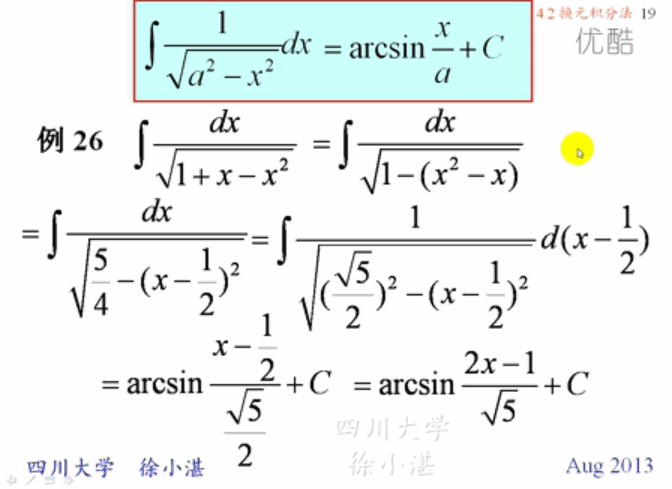 4.2 换元积分法 19
优酷
∫ 1/√(a² − x²) dx = arcsin x/a + C
例 26 ∫ dx/√(1 + x − x²) = ∫ dx/√(1 − (x² − x))
= ∫ dx/√(5/4 − (x − 1/2)²) = ∫ 1/√((√5/2)² − (x − 1/2)²) d(x − 1/2)
= arcsin (x − 1/2)/(√5/2) + C = arcsin (2x − 1)/√5 + C
四川大学
徐小湛
四川大学 徐小湛 Aug 2013